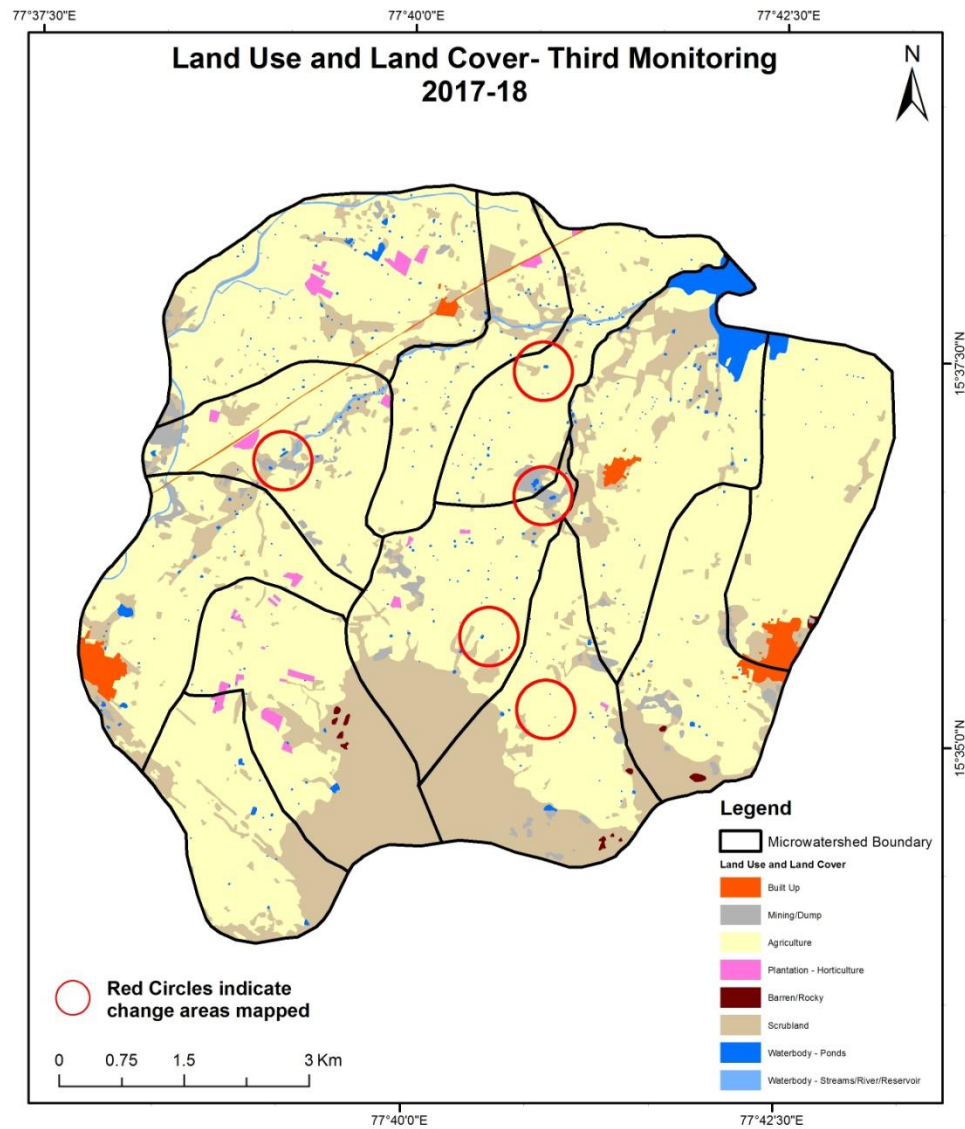 77°37'30"E 77°40'0"E 77°42'30"E
Land Use and Land Cover- Third Monitoring
2017-18
N
15°37'30"N
15°35'0"N
Legend
Microwatershed Boundary
Land Use and Land Cover
Built Up
Mining/Dump
Agriculture
Plantation - Horticulture
Barren/Rocky
Scrubland
Waterbody - Ponds
Waterbody - Streams/River/Reservoir
Red Circles indicate
change areas mapped
0 0.75 1.5 3 Km
77°40'0"E 77°42'30"E